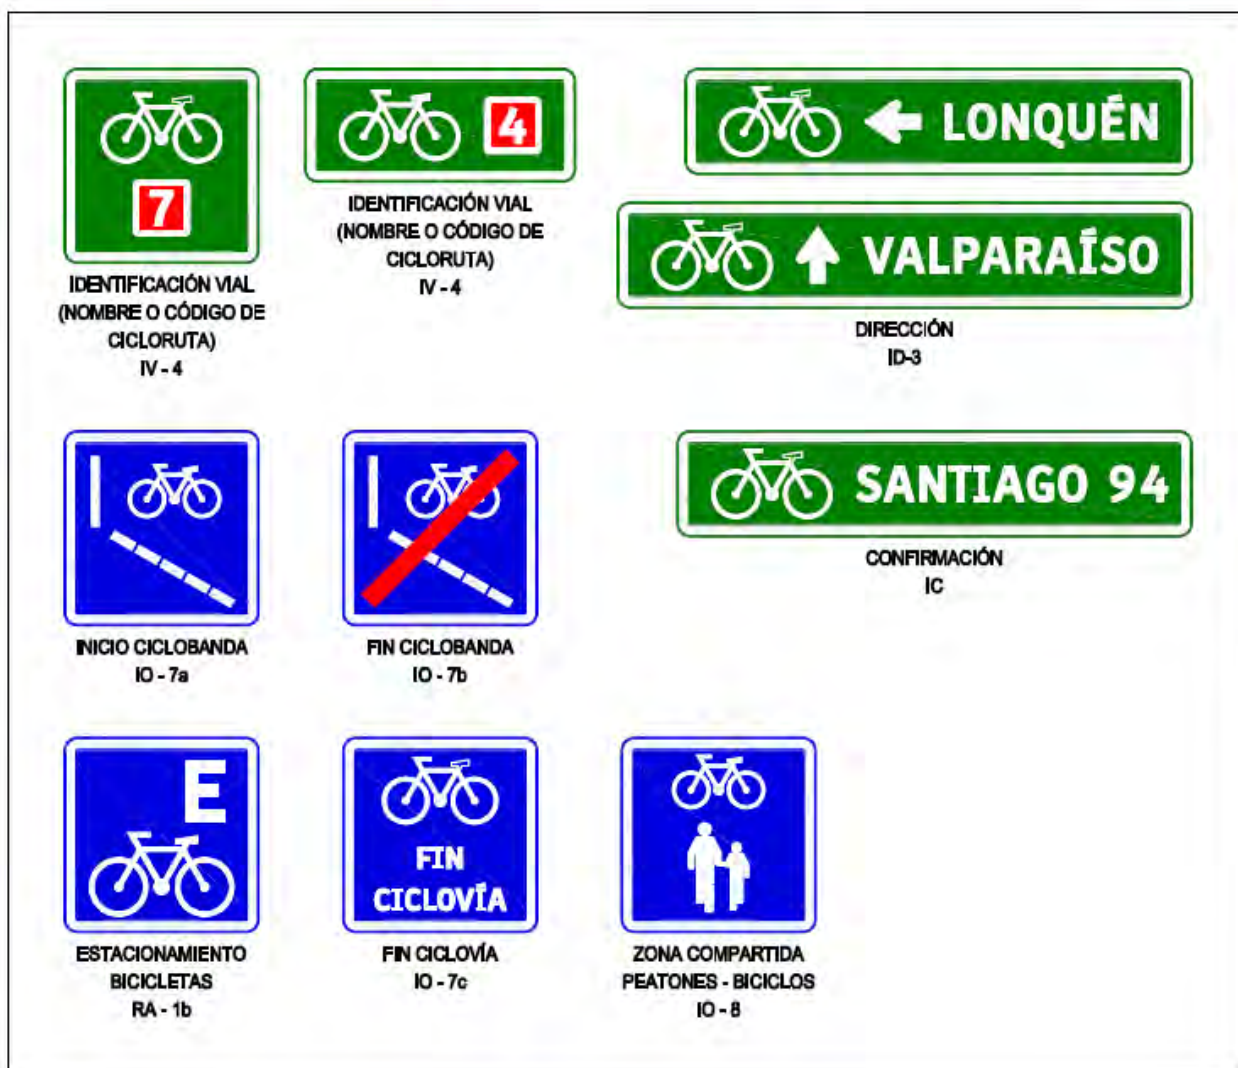 7
IDENTIFICACIÓN VIAL
(NOMBRE O CÓDIGO DE
CICLORUTA)
IV - 4
4
IDENTIFICACIÓN VIAL
(NOMBRE O CÓDIGO DE
CICLORUTA)
IV - 4
LONQUÉN
VALPARAÍSO
DIRECCIÓN
ID-3
INICIO CICLOBANDA
IO - 7a
FIN CICLOBANDA
IO - 7b
SANTIAGO 94
CONFIRMACIÓN
IC
E
ESTACIONAMIENTO
BICICLETAS
RA - 1b
FIN
CICLOVÍA
FIN CICLOVÍA
IO - 7c
ZONA COMPARTIDA
PEATONES - BICICLOS
IO - 8